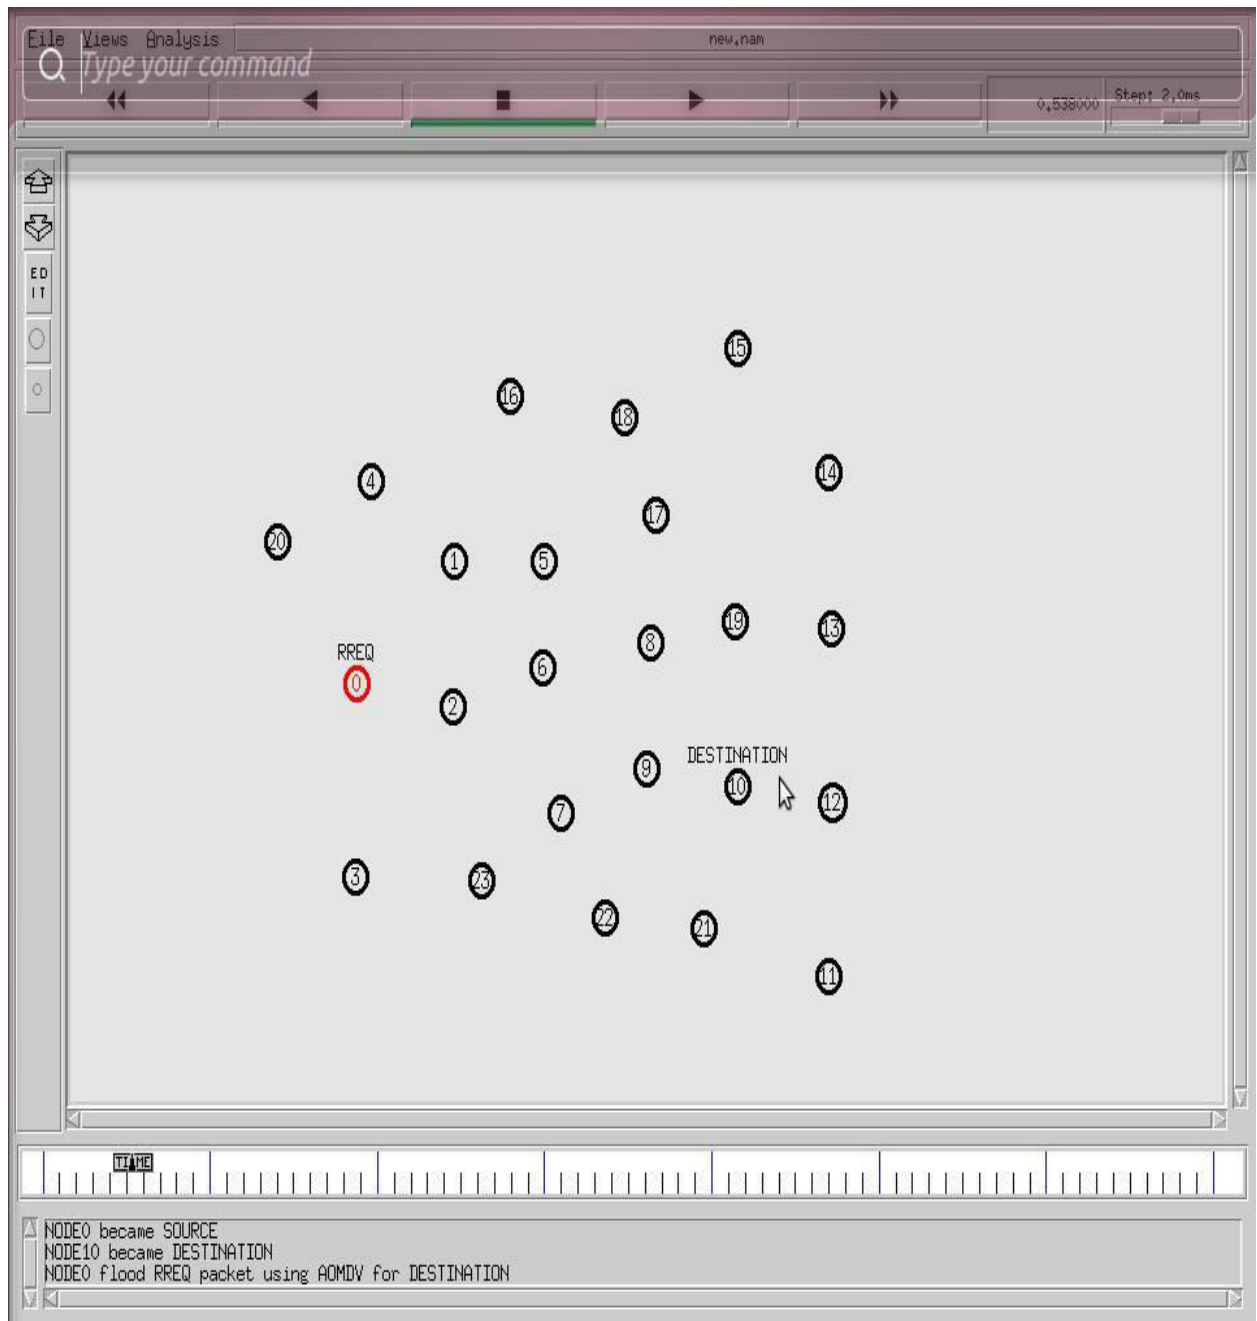 File Views Analysis
new.nam
Type your command
0.538000
Step: 2.0ms
ED
IT
15
16
18
14
4
17
20
1
5
19
13
8
RREQ
6
0
2
DESTINATION
9
10
12
7
3
23
22
21
11
TIME
NODE0 became SOURCE
NODE10 became DESTINATION
NODE0 flood RREQ packet using AOMDV for DESTINATION